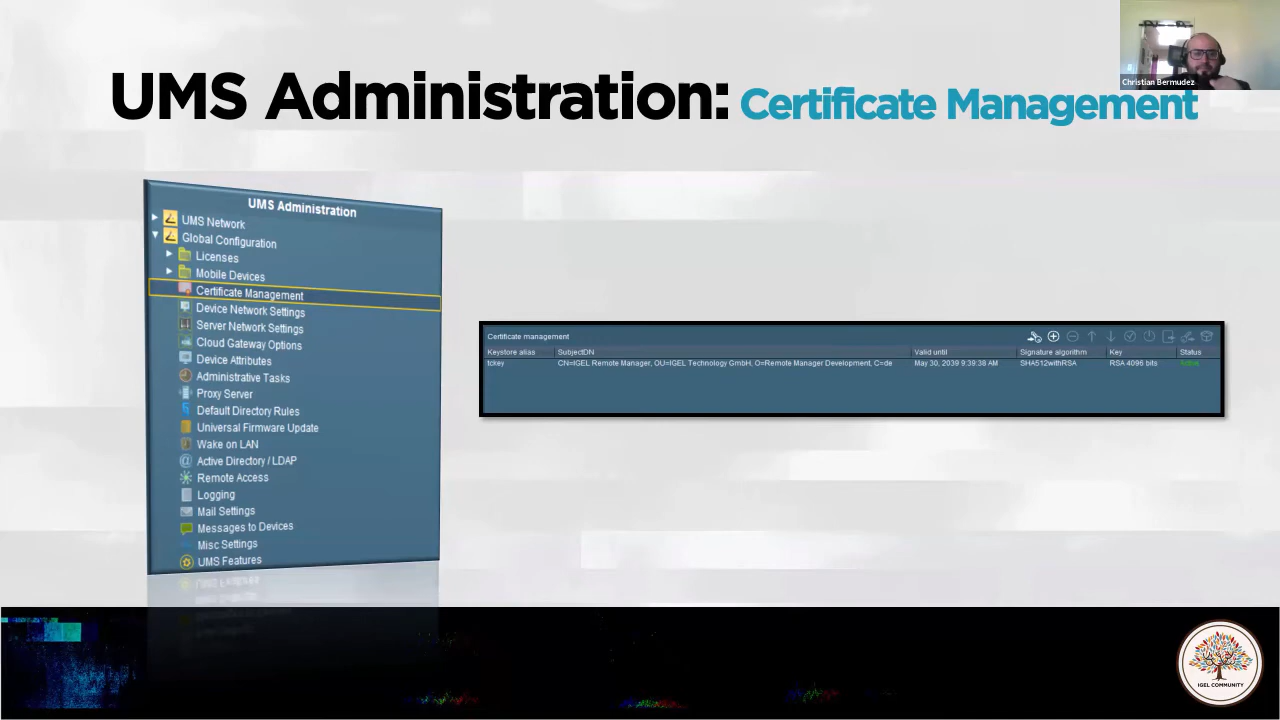 Christian Bermudez
UMS Administration: Certificate Management
UMS Administration
UMS Network
Global Configuration
Licenses
Mobile Devices
Certificate Management
Device Network Settings
Server Network Settings
Cloud Gateway Options
Device Attributes
Administrative Tasks
Proxy Server
Default Directory Rules
Universal Firmware Update
Wake on LAN
Active Directory / LDAP
Remote Access
Logging
Mail Settings
Messages to Devices
Misc Settings
UMS Features
Certificate management
Keystore alias SubjectDN Valid until Signature algorithm Key Status
tckey CN=IGEL Remote Manager, OU=IGEL Technology GmbH, O=Remote Manager Development, C=de May 30, 2039 9:39:38 AM SHA512withRSA RSA 4096 bits Active
IGEL COMMUNITY